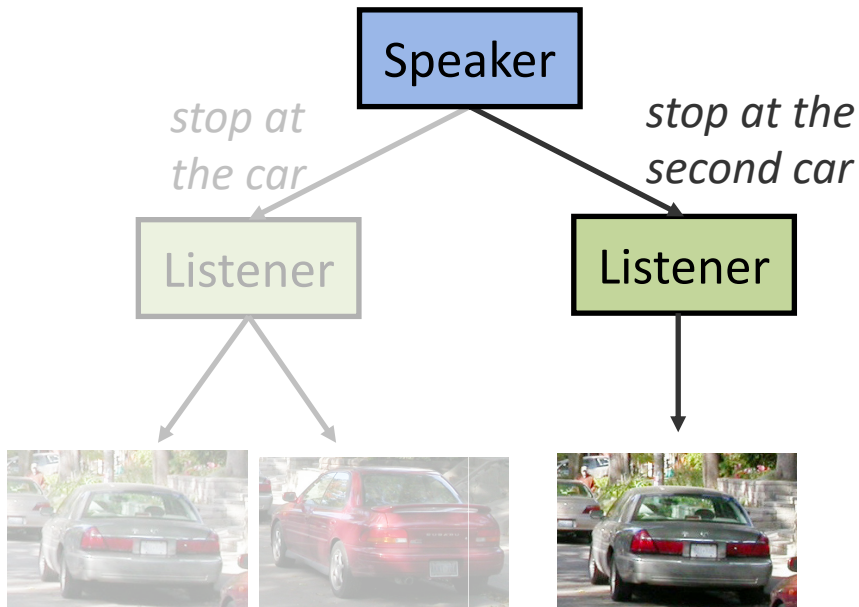 Speaker
stop at
the car
stop at the
second car
Listener
Listener